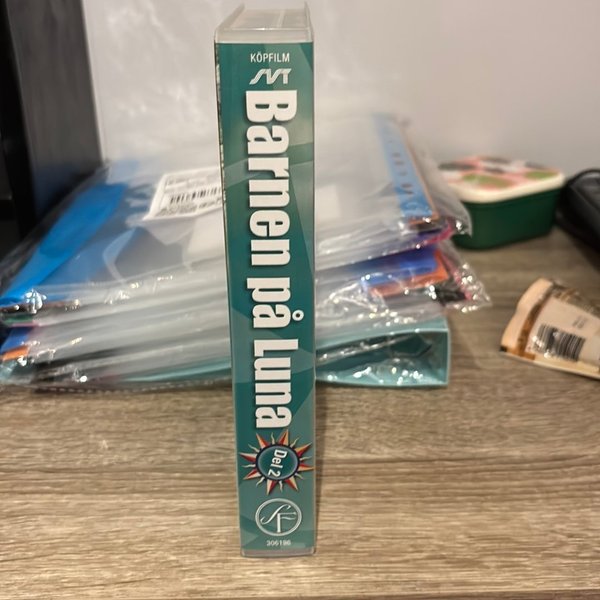 KÖPFILM
SVT
Barnen på Luna
Del 2
SF
306196